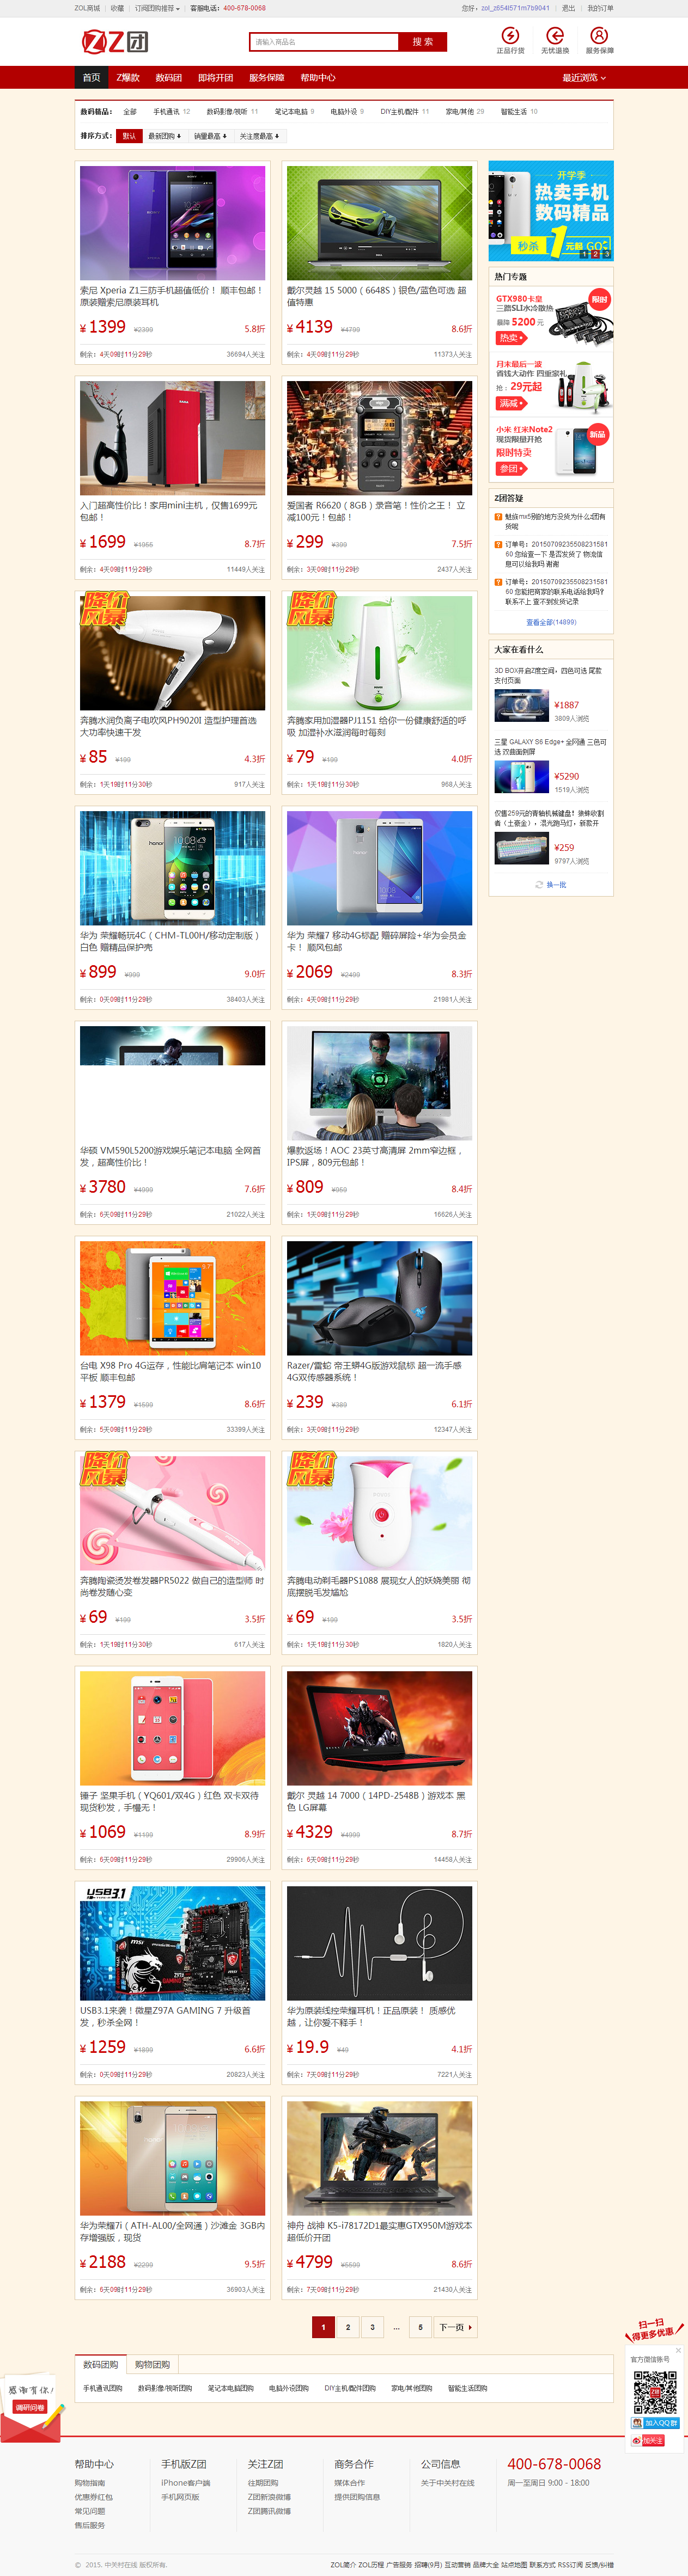 ZOL商城 收藏 订阅团购推荐 客服电话：400-678-0068
您好，zol_z654l571m7b9041 退出 我的订单
Z团
请输入商品名 搜 索
正品行货 无忧退换 服务保障
首页 Z爆款 数码团 即将开团 服务保障 帮助中心 最近浏览
数码精品： 全部 手机通讯 12 数码影像/视听 11 笔记本电脑 9 电脑外设 9 DIY主机/配件 11 家电/其他 29 智能生活 10
排序方式： 默认 最新团购 销量最高 关注度最高
索尼 Xperia Z1三防手机超值低价！ 顺丰包邮！
原装赠索尼原装耳机
¥ 1399 ¥2399 5.8折
剩余：4天09时11分29秒 36694人关注
戴尔灵越 15 5000（6648S）银色/蓝色可选 超
值特惠
¥ 4139 ¥4799 8.6折
剩余：4天09时11分29秒 11373人关注
开学季
热卖手机
数码精品
秒杀 1元起 GO
1 2 3
热门专题
GTX980卡皇
三路SLI水冷散热
暴降 5200 元
热卖
限时
月末最后一波
省钱大动作 四重豪礼
抢：29元起
满减
小米 红米Note2
现货限量开抢
限时特卖
参团
新品
入门超高性价比！家用mini主机，仅售1699元
包邮！
¥ 1699 ¥1955 8.7折
剩余：4天09时11分29秒 11449人关注
爱国者 R6620（8GB）录音笔！性价之王！ 立
减100元！包邮！
¥ 299 ¥399 7.5折
剩余：3天09时11分29秒 2437人关注
Z团答疑
魅族mx5别的地方没货为什么z团有
货呢
订单号：20150709235508231581
60 您给查一下 是否发货了 物流信
息可以给我吗 谢谢
订单号：20150709235508231581
60 您能把商家的联系电话给我吗?
联系不上 查不到发货记录
查看全部(14899)
降价风暴
奔腾水润负离子电吹风PH9020I 造型护理首选
大功率快速干发
¥ 85 ¥199 4.3折
剩余：1天19时11分30秒 917人关注
降价风暴
奔腾家用加湿器PJ1151 给你一份健康舒适的呼
吸 加湿补水滋润每时每刻
¥ 79 ¥199 4.0折
剩余：1天19时11分30秒 968人关注
大家在看什么
3D BOX开启Z度空间，四色可选 尾款
支付页面
¥1887
3809人浏览
三星 GALAXY S6 Edge+ 全网通 三色可
选 双曲面侧屏
¥5290
1519人浏览
¥259
9797人浏览
换一批
华为 荣耀畅玩4C（CHM-TL00H/移动定制版）
白色 赠精品保护壳
¥ 899 ¥999 9.0折
剩余：0天09时11分29秒 38403人关注
华为 荣耀7 移动4G标配 赠碎屏险+华为会员金
卡！ 顺风包邮
¥ 2069 ¥2499 8.3折
剩余：4天09时11分29秒 21981人关注
华硕 VM590L5200游戏娱乐笔记本电脑 全网首
发，超高性价比！
¥ 3780 ¥4999 7.6折
剩余：6天09时11分29秒 21022人关注
爆款返场！AOC 23英寸高清屏 2mm窄边框，
IPS屏，809元包邮！
¥ 809 ¥959 8.4折
剩余：1天09时11分29秒 16626人关注
台电 X98 Pro 4G运存，性能比肩笔记本 win10
平板 顺丰包邮
¥ 1379 ¥1599 8.6折
剩余：5天09时11分29秒 33399人关注
Razer/雷蛇 帝王蟒4G版游戏鼠标 超一流手感
4G双传感器系统！
¥ 239 ¥389 6.1折
剩余：3天09时11分29秒 12347人关注
降价风暴
奔腾陶瓷烫发卷发器PR5022 做自己的造型师 时
尚卷发随心变
¥ 69 ¥199 3.5折
剩余：1天19时11分30秒 617人关注
降价风暴
奔腾电动剃毛器PS1088 展现女人的妖娆美丽 彻
底摆脱毛发尴尬
¥ 69 ¥199 3.5折
剩余：1天19时11分30秒 1820人关注
锤子 坚果手机（YQ601/双4G）红色 双卡双待
现货秒发，手慢无！
¥ 1069 ¥1199 8.9折
剩余：6天09时11分29秒 29906人关注
戴尔 灵越 14 7000（14PD-2548B）游戏本 黑
色 LG屏幕
¥ 4329 ¥4999 8.7折
剩余：6天09时11分29秒 14458人关注
USB3.1
USB3.1来袭！微星Z97A GAMING 7 升级首
发，秒杀全网！
¥ 1259 ¥1899 6.6折
剩余：0天09时11分29秒 20823人关注
华为原装线控荣耀耳机！正品原装！ 质感优
越，让你爱不释手！
¥ 19.9 ¥49 4.1折
剩余：7天09时11分29秒 7221人关注
华为荣耀7i（ATH-AL00/全网通）沙滩金 3GB内
存增强版，现货
¥ 2188 ¥2299 9.5折
剩余：6天09时11分29秒 36903人关注
神舟 战神 K5-i78172D1最实惠GTX950M游戏本
超低价开团
¥ 4799 ¥5599 8.6折
剩余：7天09时11分29秒 21430人关注
1 2 3 ... 5 下一页
扫一扫
得更多优惠
官方微信账号
加入QQ群
加关注
数码团购 购物团购
手机通讯团购 数码影像/视听团购 笔记本电脑团购 电脑外设团购 DIY主机/配件团购 家电/其他团购 智能生活团购
感谢有你!
调研问卷
帮助中心 手机版Z团 关注Z团 商务合作 公司信息 400-678-0068
购物指南 iPhone客户端 往期团购 媒体合作 关于中关村在线 周一至周日 9:00 - 18:00
优惠券红包 手机网页版 Z团新浪微博 提供团购信息
常见问题 Z团腾讯微博
售后服务
© 2015. 中关村在线 版权所有.
ZOL简介 ZOL历程 广告服务 招聘(9月) 互动营销 品牌大全 站点地图 联系方式 RSS订阅 反馈/纠错